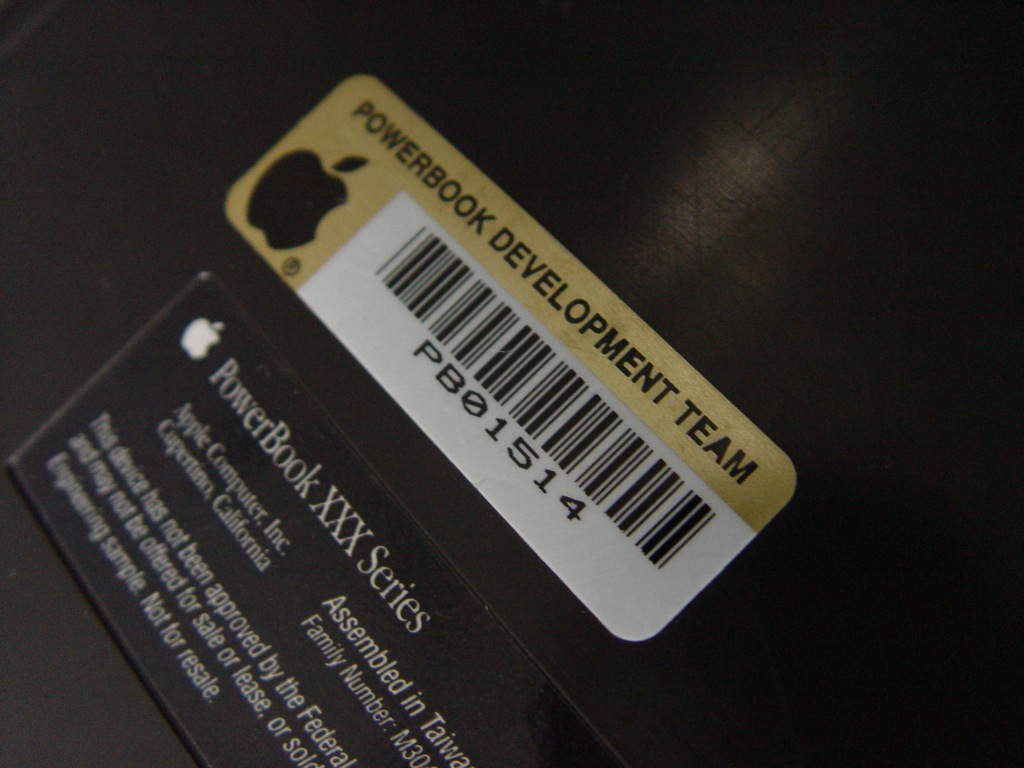 POWERBOOK DEVELOPMENT TEAM
®
PB01514
PowerBook XXX Series
Apple Computer, Inc.
Cupertino, California
This device has not been approved by the Federal
and may not be offered for sale or lease, or sold
Engineering sample. Not for resale.
Assembled in Taiwa
Family Number: M30